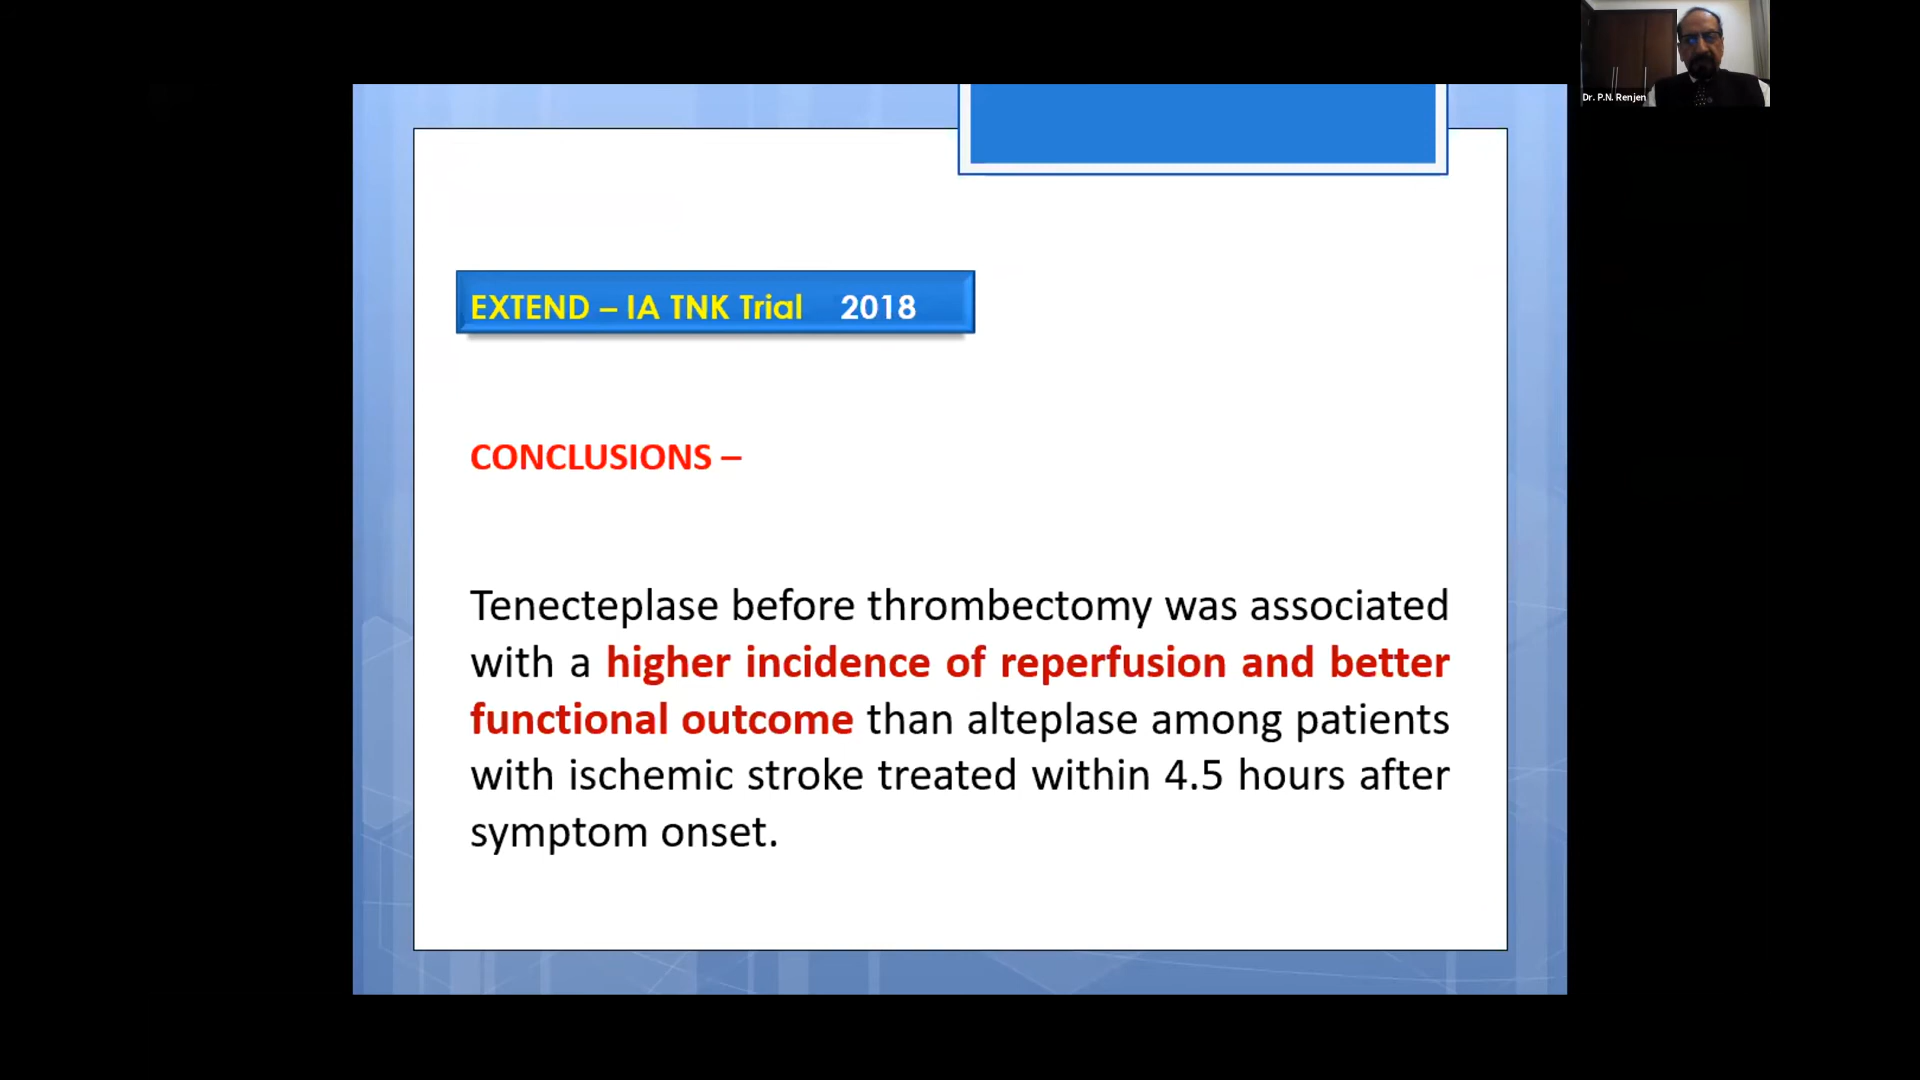 Dr. P.N. Renjen
EXTEND – IA TNK Trial 2018
CONCLUSIONS –
Tenecteplase before thrombectomy was associated
with a higher incidence of reperfusion and better
functional outcome than alteplase among patients
with ischemic stroke treated within 4.5 hours after
symptom onset.